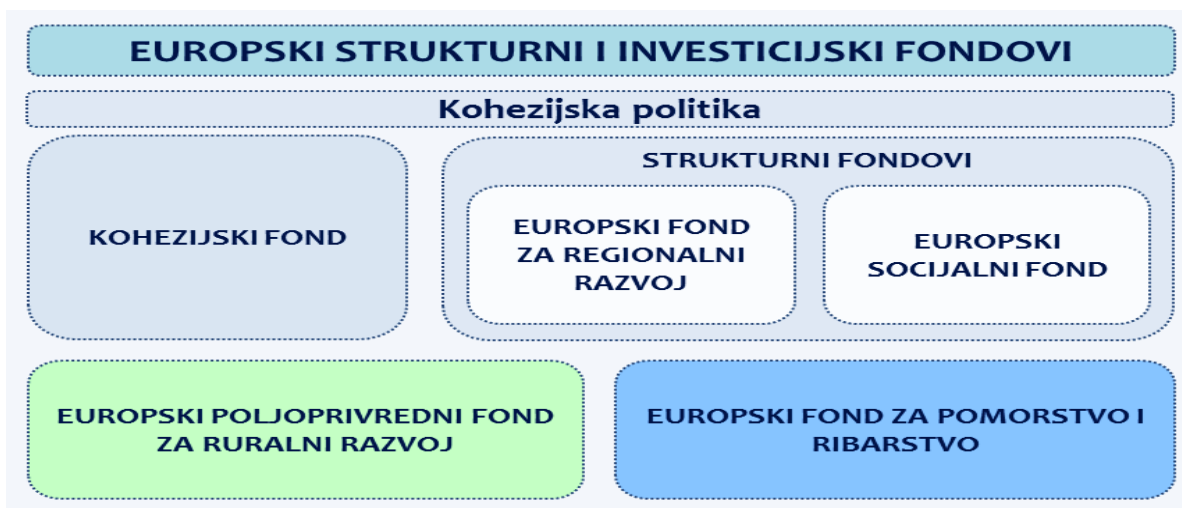 EUROPSKI STRUKTURNI I INVESTICIJSKI FONDOVI
Kohezijska politika
KOHEZIJSKI FOND
STRUKTURNI FONDOVI
EUROPSKI FOND
ZA REGIONALNI
RAZVOJ
EUROPSKI
SOCIJALNI FOND
EUROPSKI POLJOPRIVREDNI FOND
ZA RURALNI RAZVOJ
EUROPSKI FOND ZA POMORSTVO I
RIBARSTVO